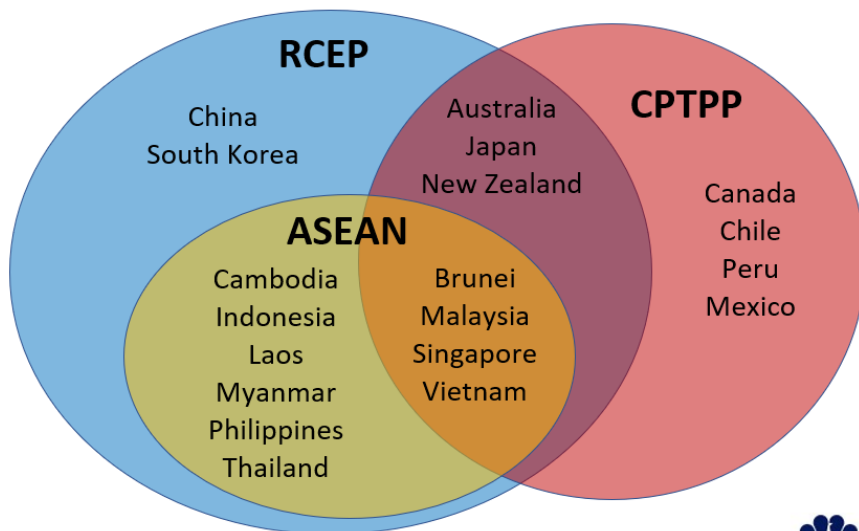 RCEP
China
South Korea
Australia
Japan
New Zealand
CPTPP
Canada
Chile
Peru
Mexico
ASEAN
Cambodia
Indonesia
Laos
Myanmar
Philippines
Thailand
Brunei
Malaysia
Singapore
Vietnam